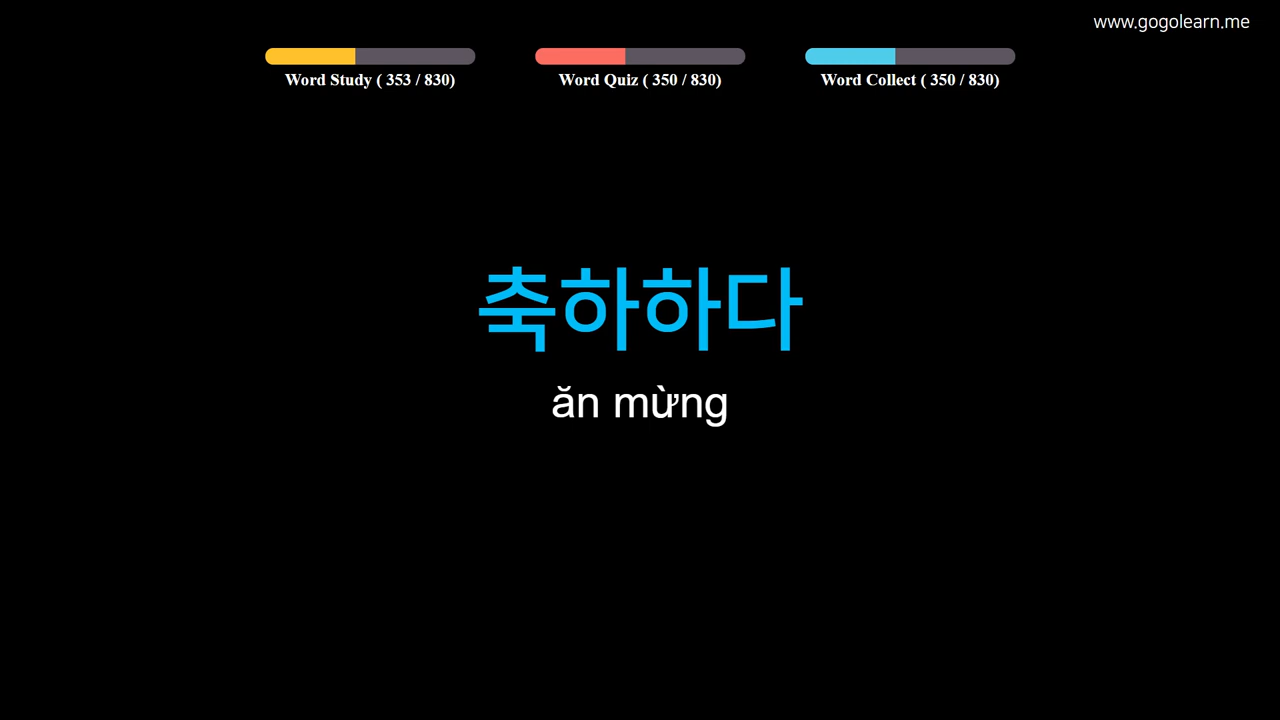 www.gogolearn.me
Word Study ( 353 / 830)
Word Quiz ( 350 / 830)
Word Collect ( 350 / 830)
축하하다
ăn mừng